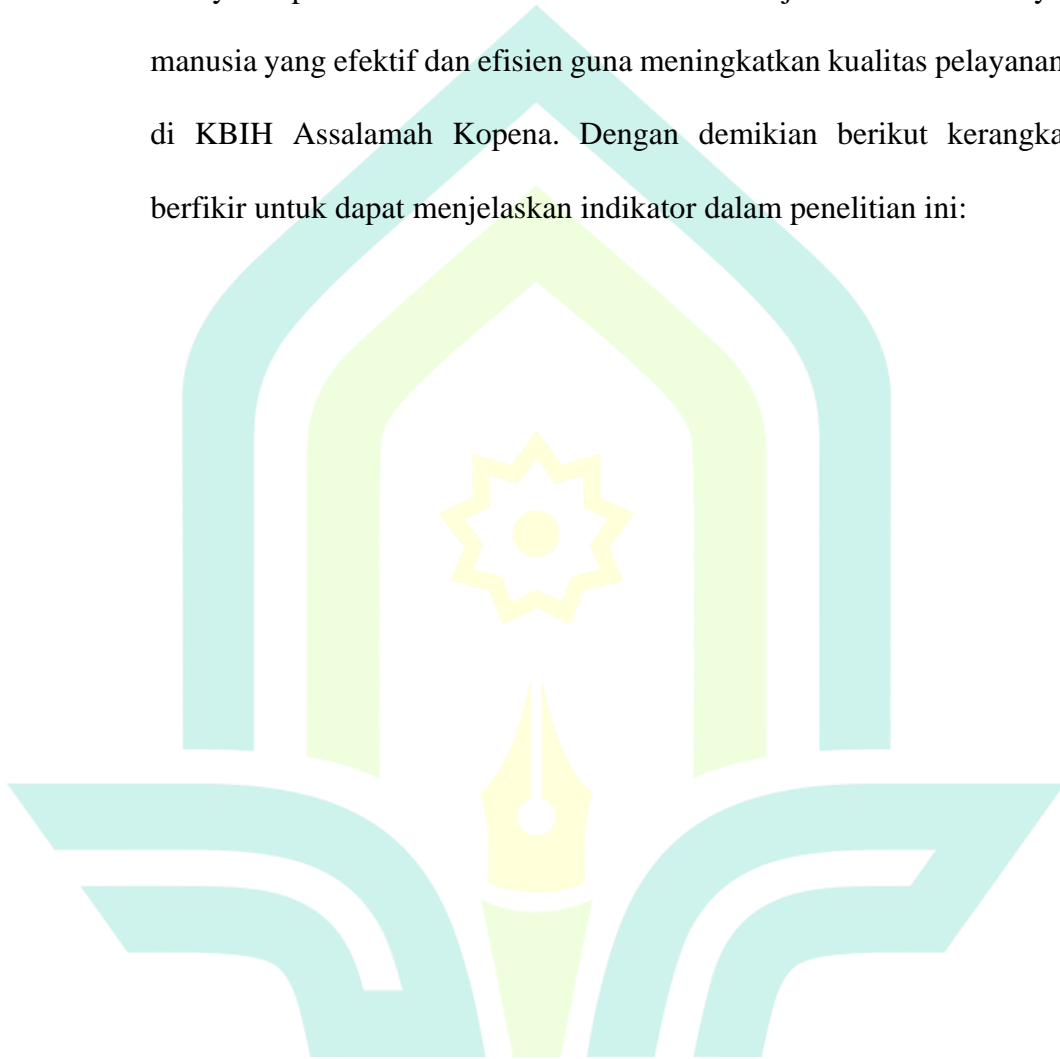 manusia yang efektif dan efisien guna meningkatkan kualitas pelayanan
di KBIH Assalamah Kopena. Dengan demikian berikut kerangka
berfikir untuk dapat menjelaskan indikator dalam penelitian ini: